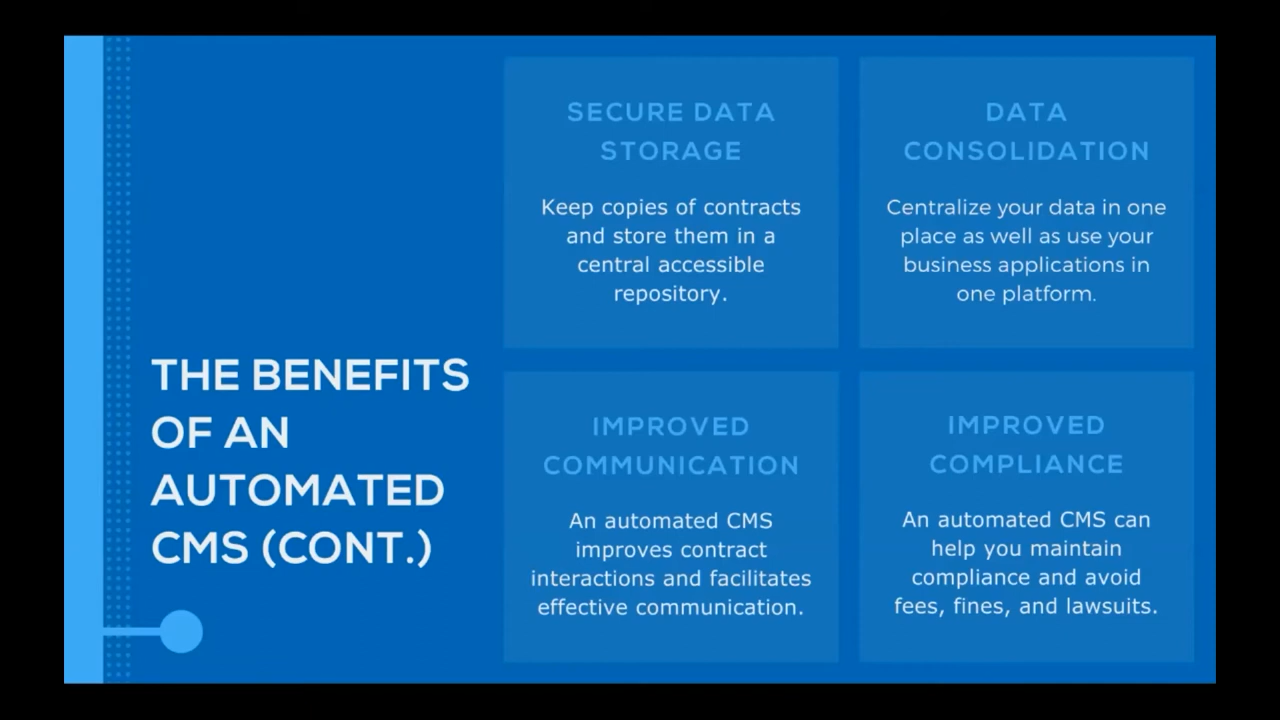 THE BENEFITS
OF AN
AUTOMATED
CMS (CONT.)
SECURE DATA
STORAGE
Keep copies of contracts
and store them in a
central accessible
repository.
DATA
CONSOLIDATION
Centralize your data in one
place as well as use your
business applications in
one platform.
IMPROVED
COMMUNICATION
An automated CMS
improves contract
interactions and facilitates
effective communication.
IMPROVED
COMPLIANCE
An automated CMS can
help you maintain
compliance and avoid
fees, fines, and lawsuits.